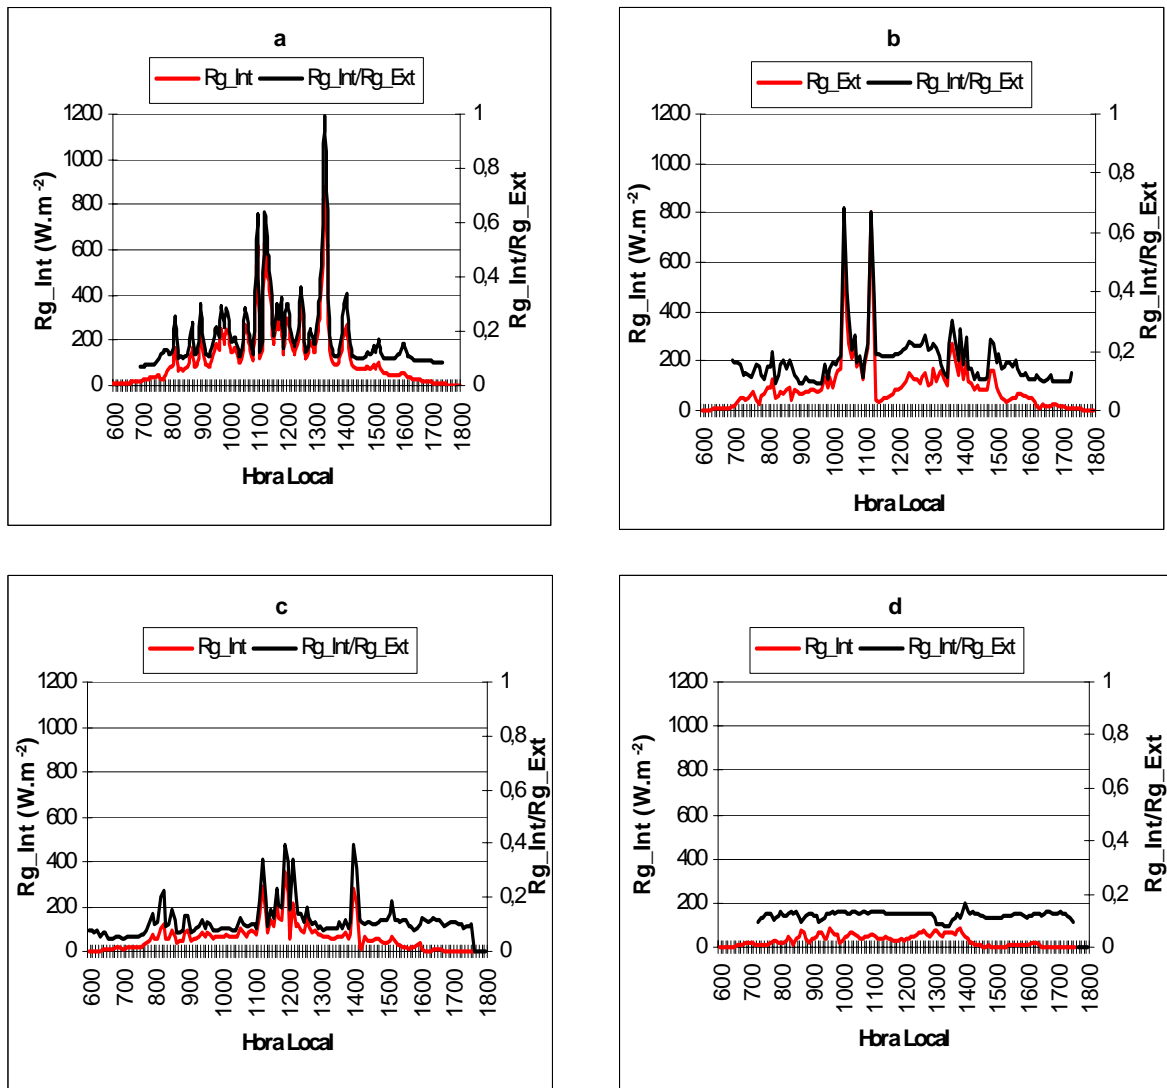 a
Rg_Int Rg_Int/Rg_Ext
1200 1
1000 0,8
800 0,6
600 0,4
400 0,2
200 0
0
Rg_Int (W.m -2)
Rg_Int/Rg_Ext
600 700 800 900 1000 1100 1200 1300 1400 1500 1600 1700 1800
Hora Local
b
Rg_Ext Rg_Int/Rg_Ext
1200 1
1000 0,8
800 0,6
600 0,4
400 0,2
200 0
0
Rg_Int (W.m -2)
Rg_Int/Rg_Ext
600 700 800 900 1000 1100 1200 1300 1400 1500 1600 1700 1800
Hora Local
c
Rg_Int Rg_Int/Rg_Ext
1200 1
1000 0,8
800 0,6
600 0,4
400 0,2
200 0
0
Rg_Int (W.m -2)
Rg_Int/Rg_Ext
600 700 800 900 1000 1100 1200 1300 1400 1500 1600 1700 1800
Hora Local
d
Rg_Int Rg_Int/Rg_Ext
1200 1
1000 0,8
800 0,6
600 0,4
400 0,2
200 0
0
Rg_Int (W.m -2)
Rg_Int/Rg_Ext
600 700 800 900 1000 1100 1200 1300 1400 1500 1600 1700 1800
Hora Local